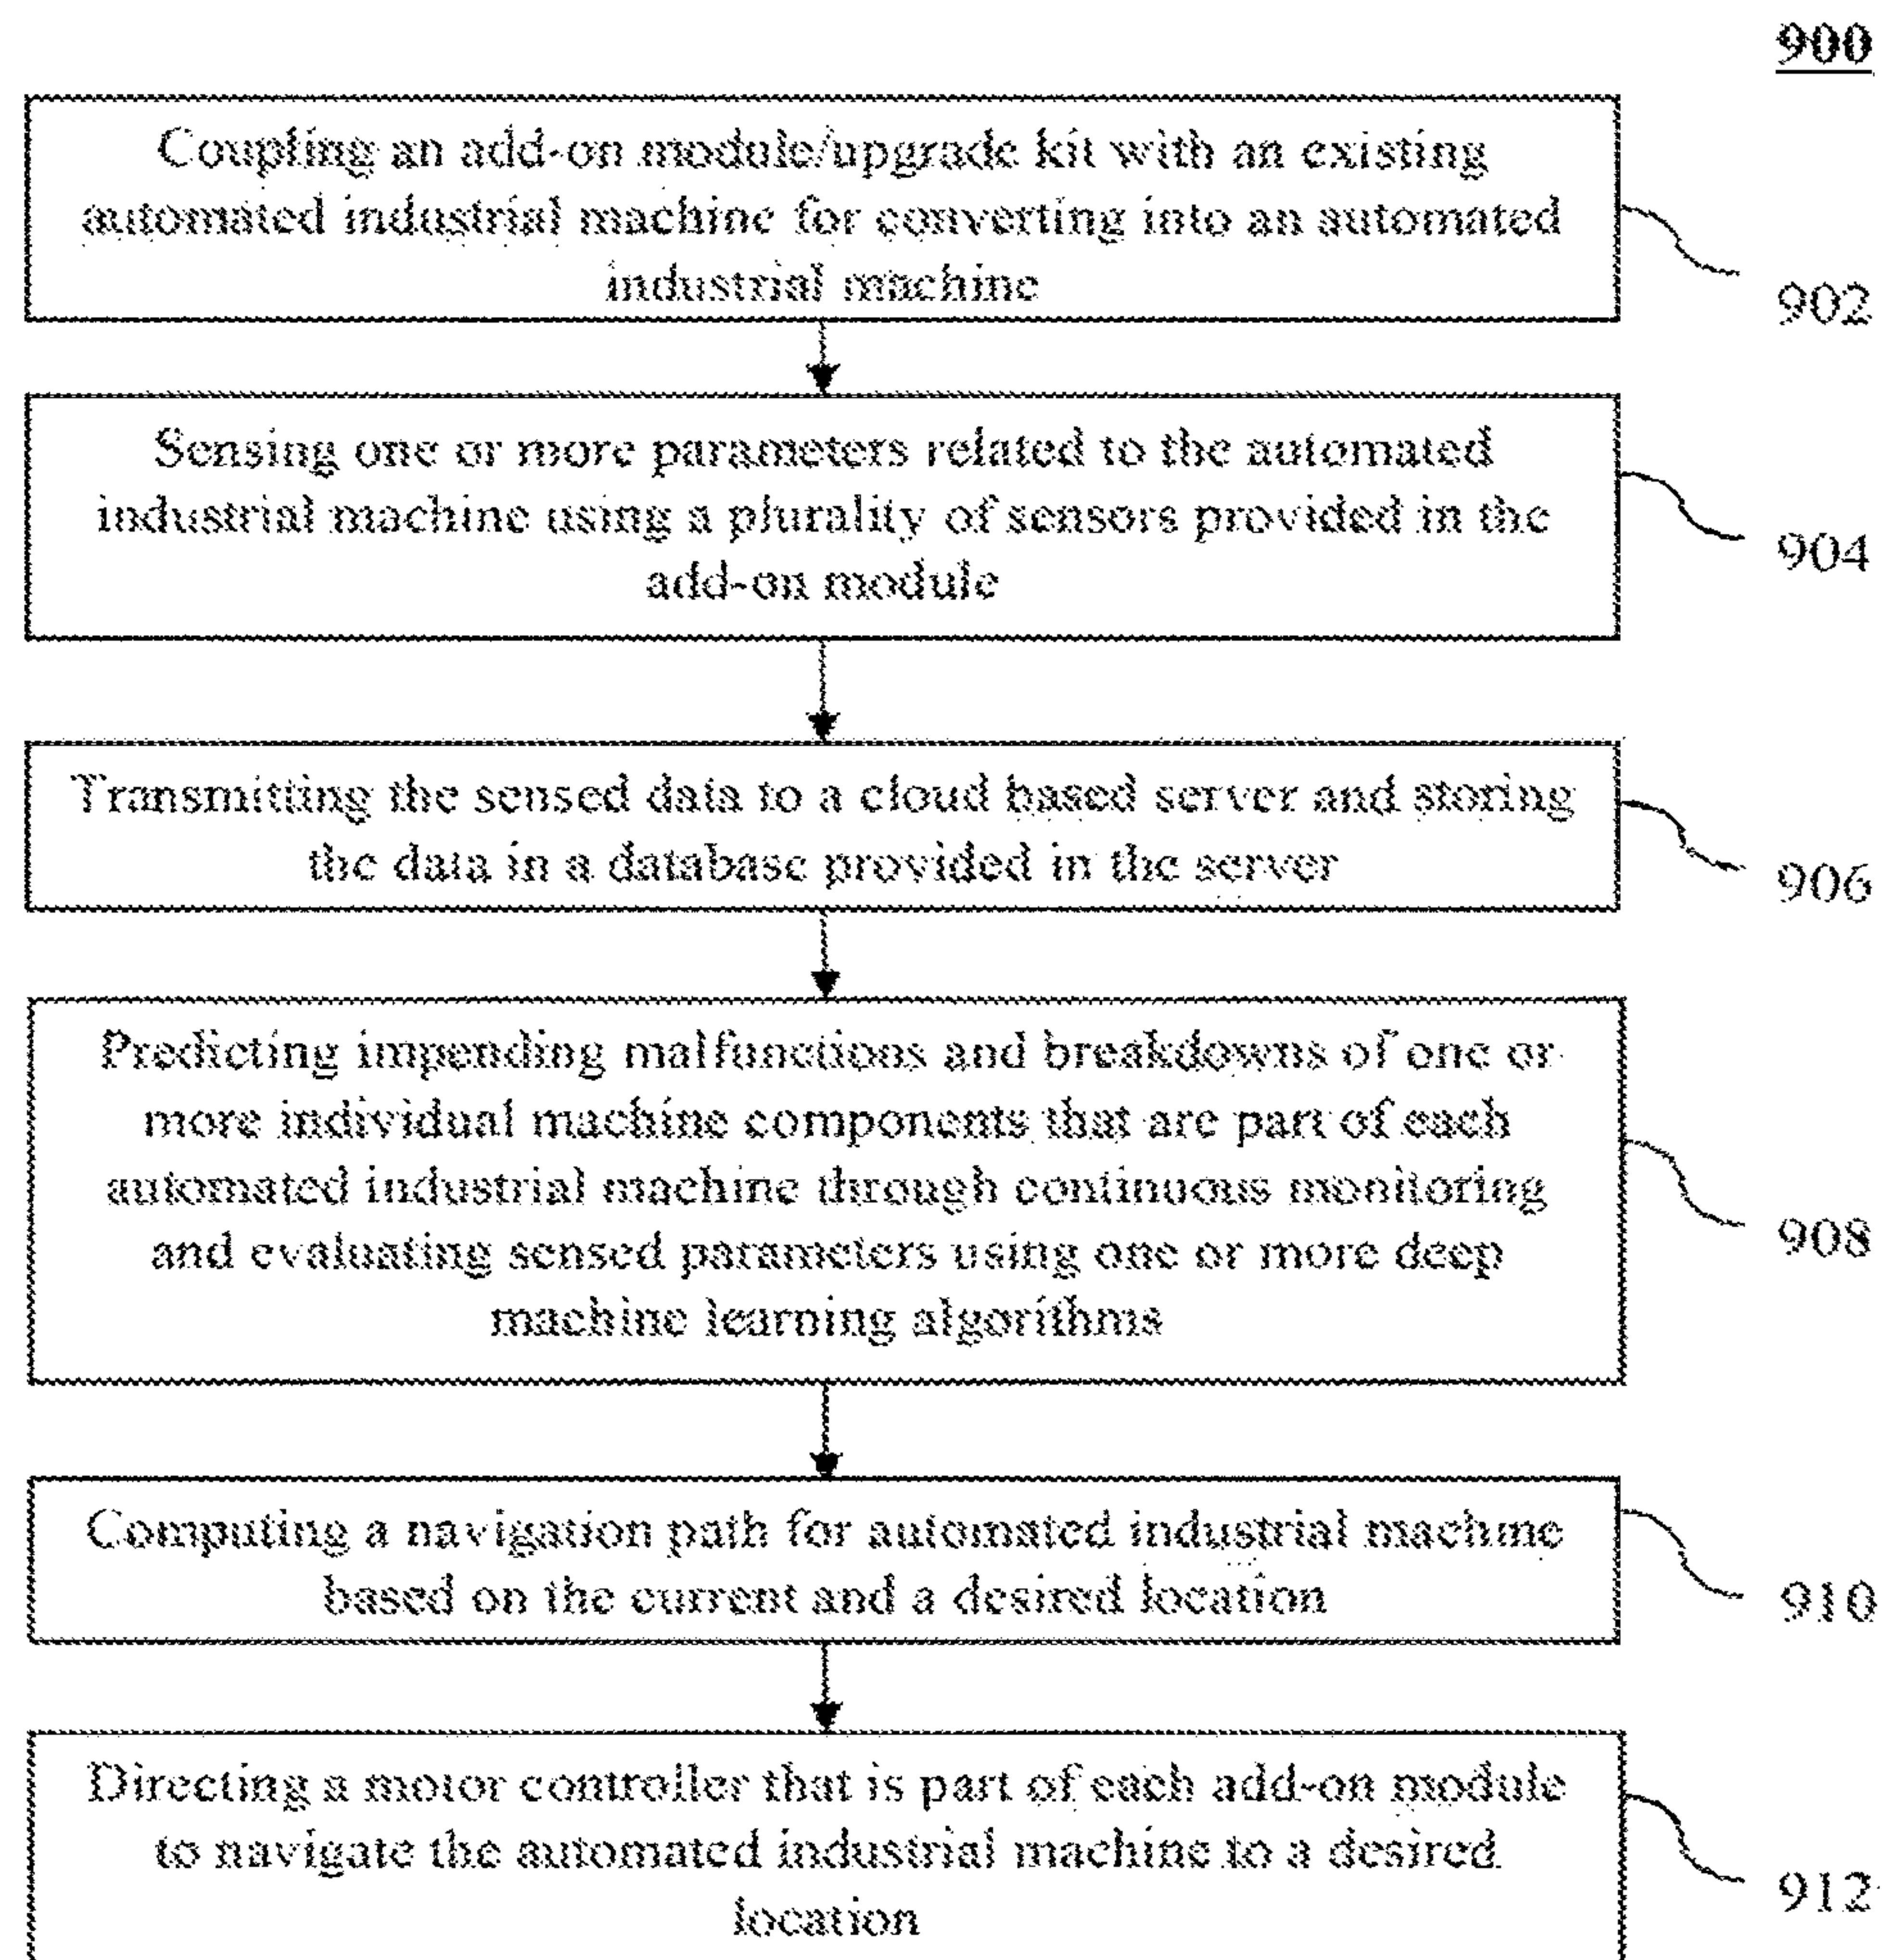 900
Coupling an add-on module/upgrade kit with an existing
automated industrial machine for converting into an automated
industrial machine
902
Sensing one or more parameters related to the automated
industrial machine using a plurality of sensors provided in the
add-on module
904
Transmitting the sensed data to a cloud based server and storing
the data in a database provided in the server
906
Predicting impending malfunctions and breakdowns of one or
more individual machine components that are part of each
automated industrial machine through continuous monitoring
and evaluating sensed parameters using one or more deep
machine learning algorithms
908
Computing a navigation path for automated industrial machine
based on the current and a desired location
910
Directing a motor controller that is part of each add-on module
to navigate the automated industrial machine to a desired
location
912